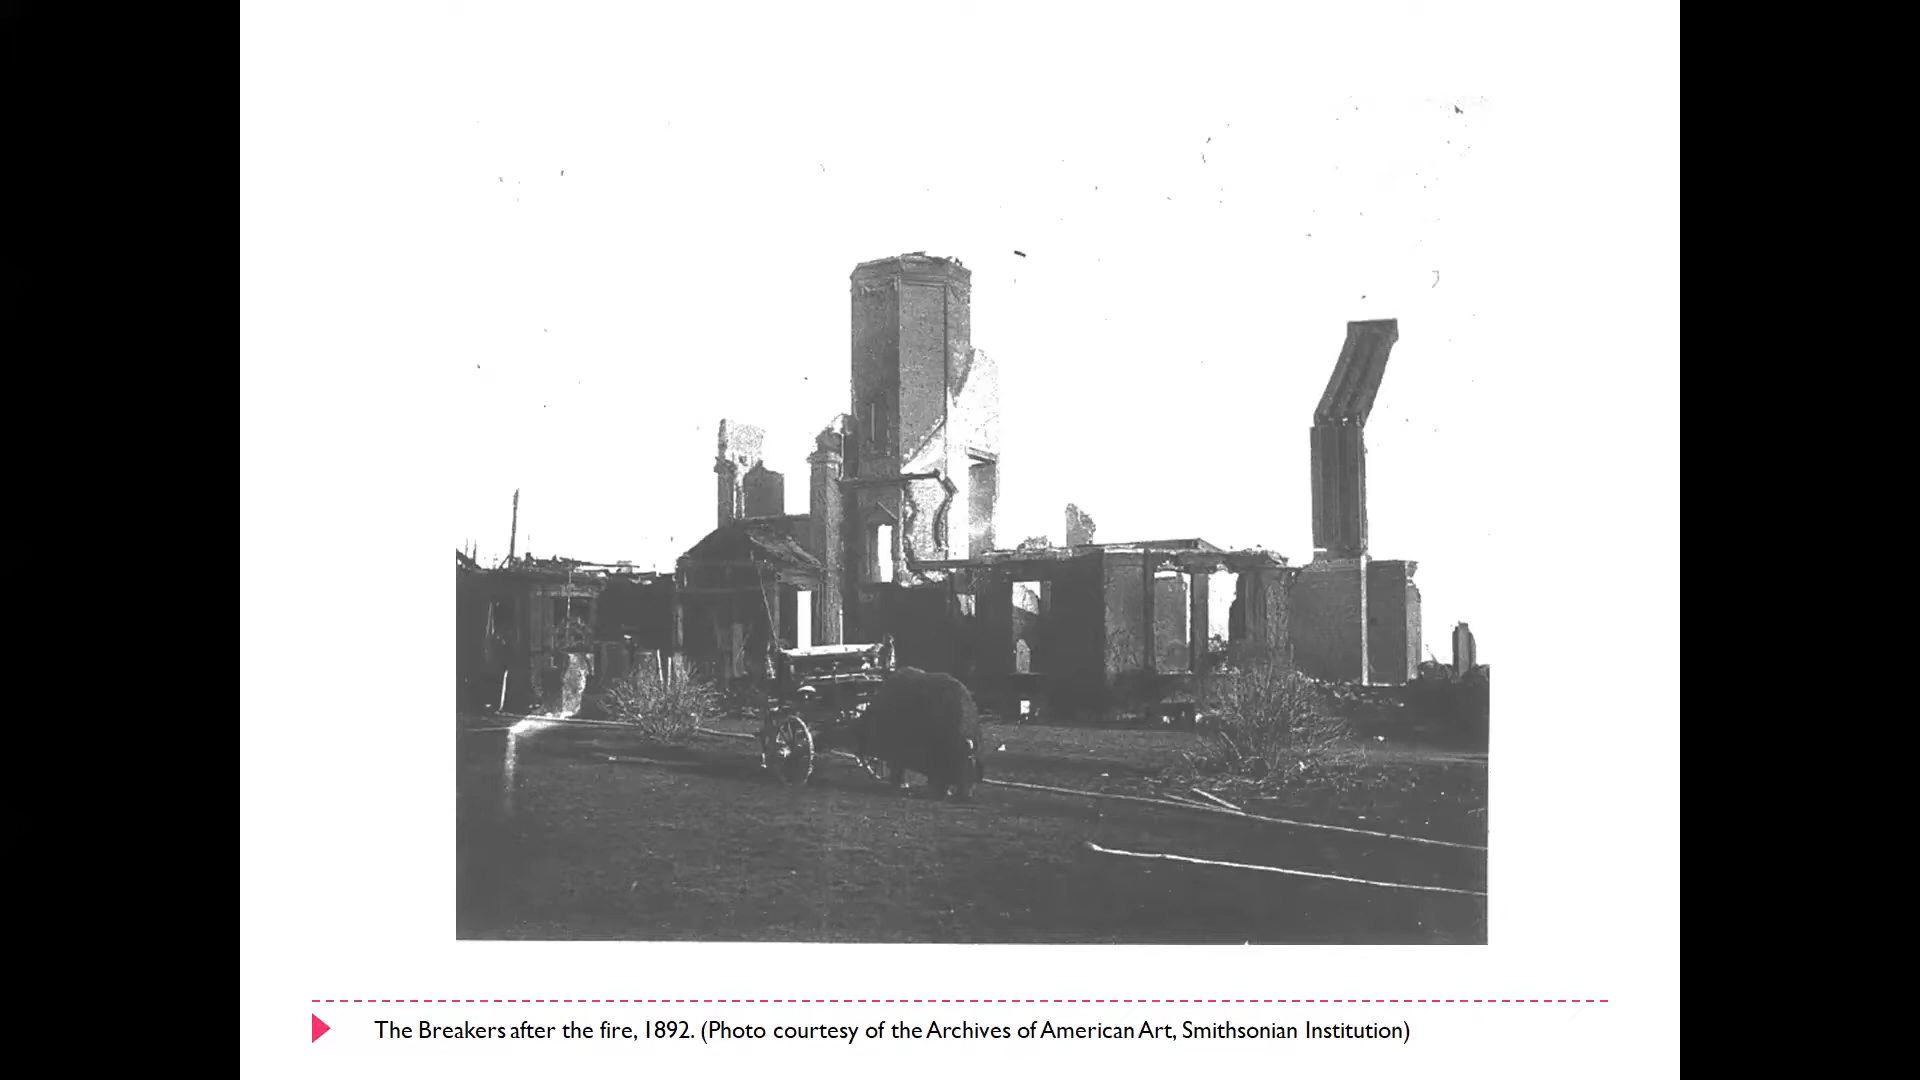 The Breakers after the fire, 1892. (Photo courtesy of the Archives of American Art, Smithsonian Institution)